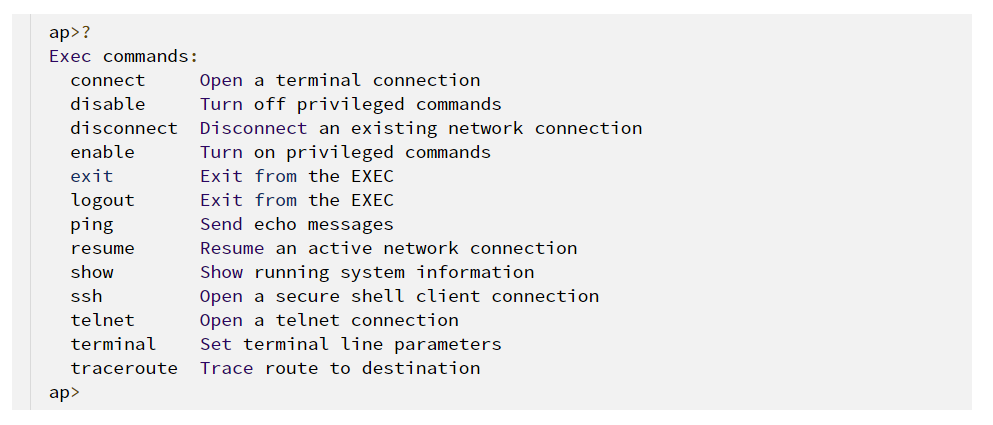 ap>?
Exec commands:
connect Open a terminal connection
disable Turn off privileged commands
disconnect Disconnect an existing network connection
enable Turn on privileged commands
exit Exit from the EXEC
logout Exit from the EXEC
ping Send echo messages
resume Resume an active network connection
show Show running system information
ssh Open a secure shell client connection
telnet Open a telnet connection
terminal Set terminal line parameters
traceroute Trace route to destination
ap>